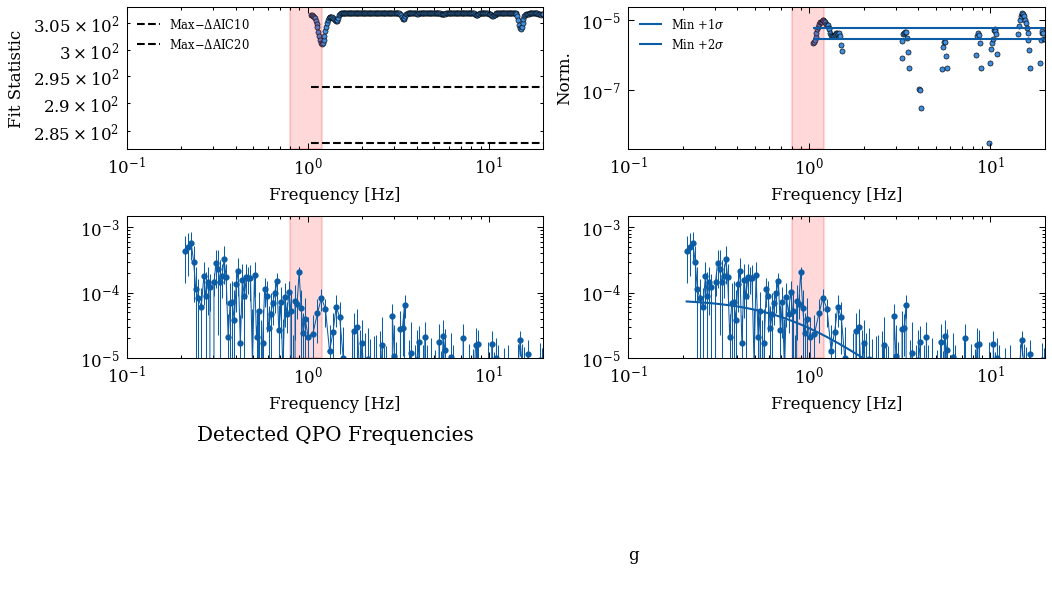 3.05 × 10²
3 × 10²
2.95 × 10²
2.9 × 10²
2.85 × 10²
Fit Statistic
Max−ΔAIC10
Max−ΔAIC20
10⁻¹ 10⁰ 10¹
Frequency [Hz]
10⁻⁵
10⁻⁷
Norm.
Min +1σ
Min +2σ
10⁻¹ 10⁰ 10¹
Frequency [Hz]
10⁻³
10⁻⁴
10⁻⁵
10⁻¹ 10⁰ 10¹
Frequency [Hz]
10⁻³
10⁻⁴
10⁻⁵
10⁻¹ 10⁰ 10¹
Frequency [Hz]
Detected QPO Frequencies
g